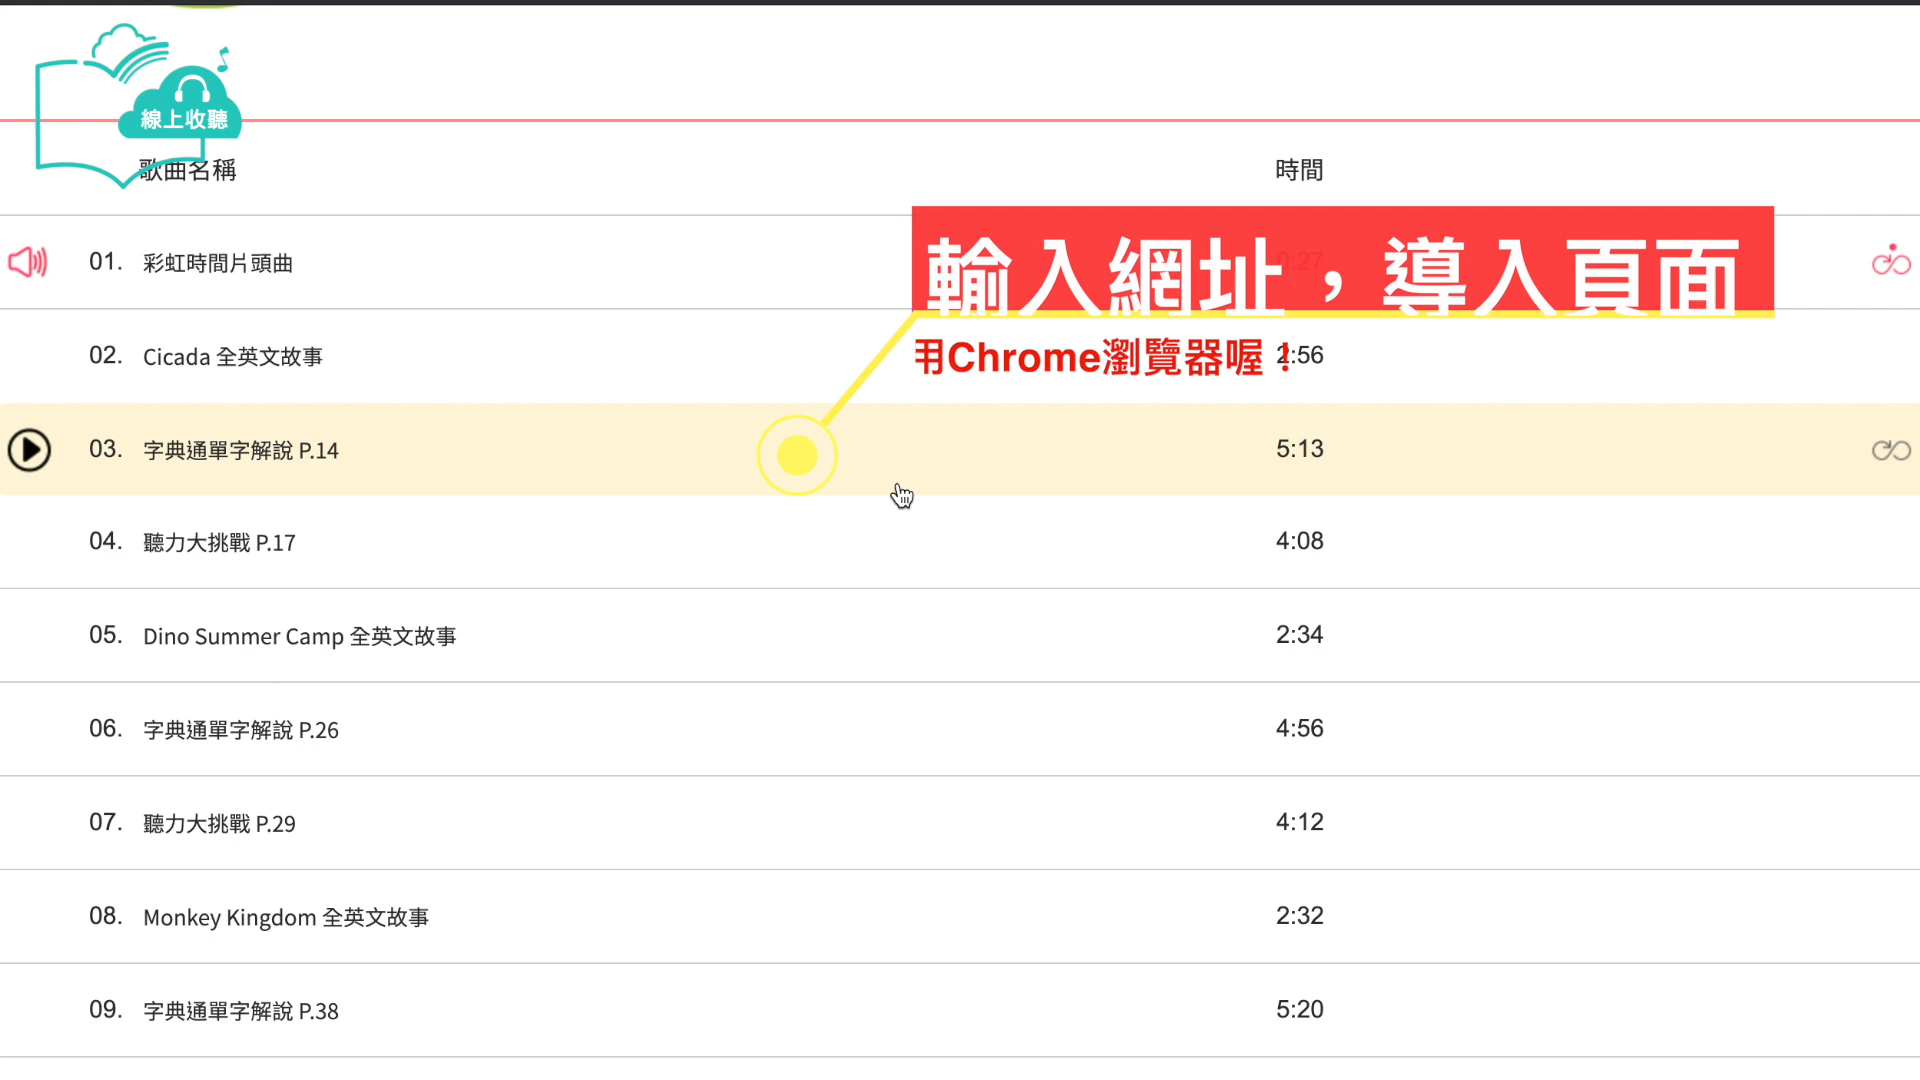 線上收聽
歌曲名稱 時間
01. 彩虹時間片頭曲 0:27
輸入網址，導入頁面
02. Cicada 全英文故事 2:56
用Chrome瀏覽器喔！
03. 字典通單字解說 P.14 5:13
04. 聽力大挑戰 P.17 4:08
05. Dino Summer Camp 全英文故事 2:34
06. 字典通單字解說 P.26 4:56
07. 聽力大挑戰 P.29 4:12
08. Monkey Kingdom 全英文故事 2:32
09. 字典通單字解說 P.38 5:20